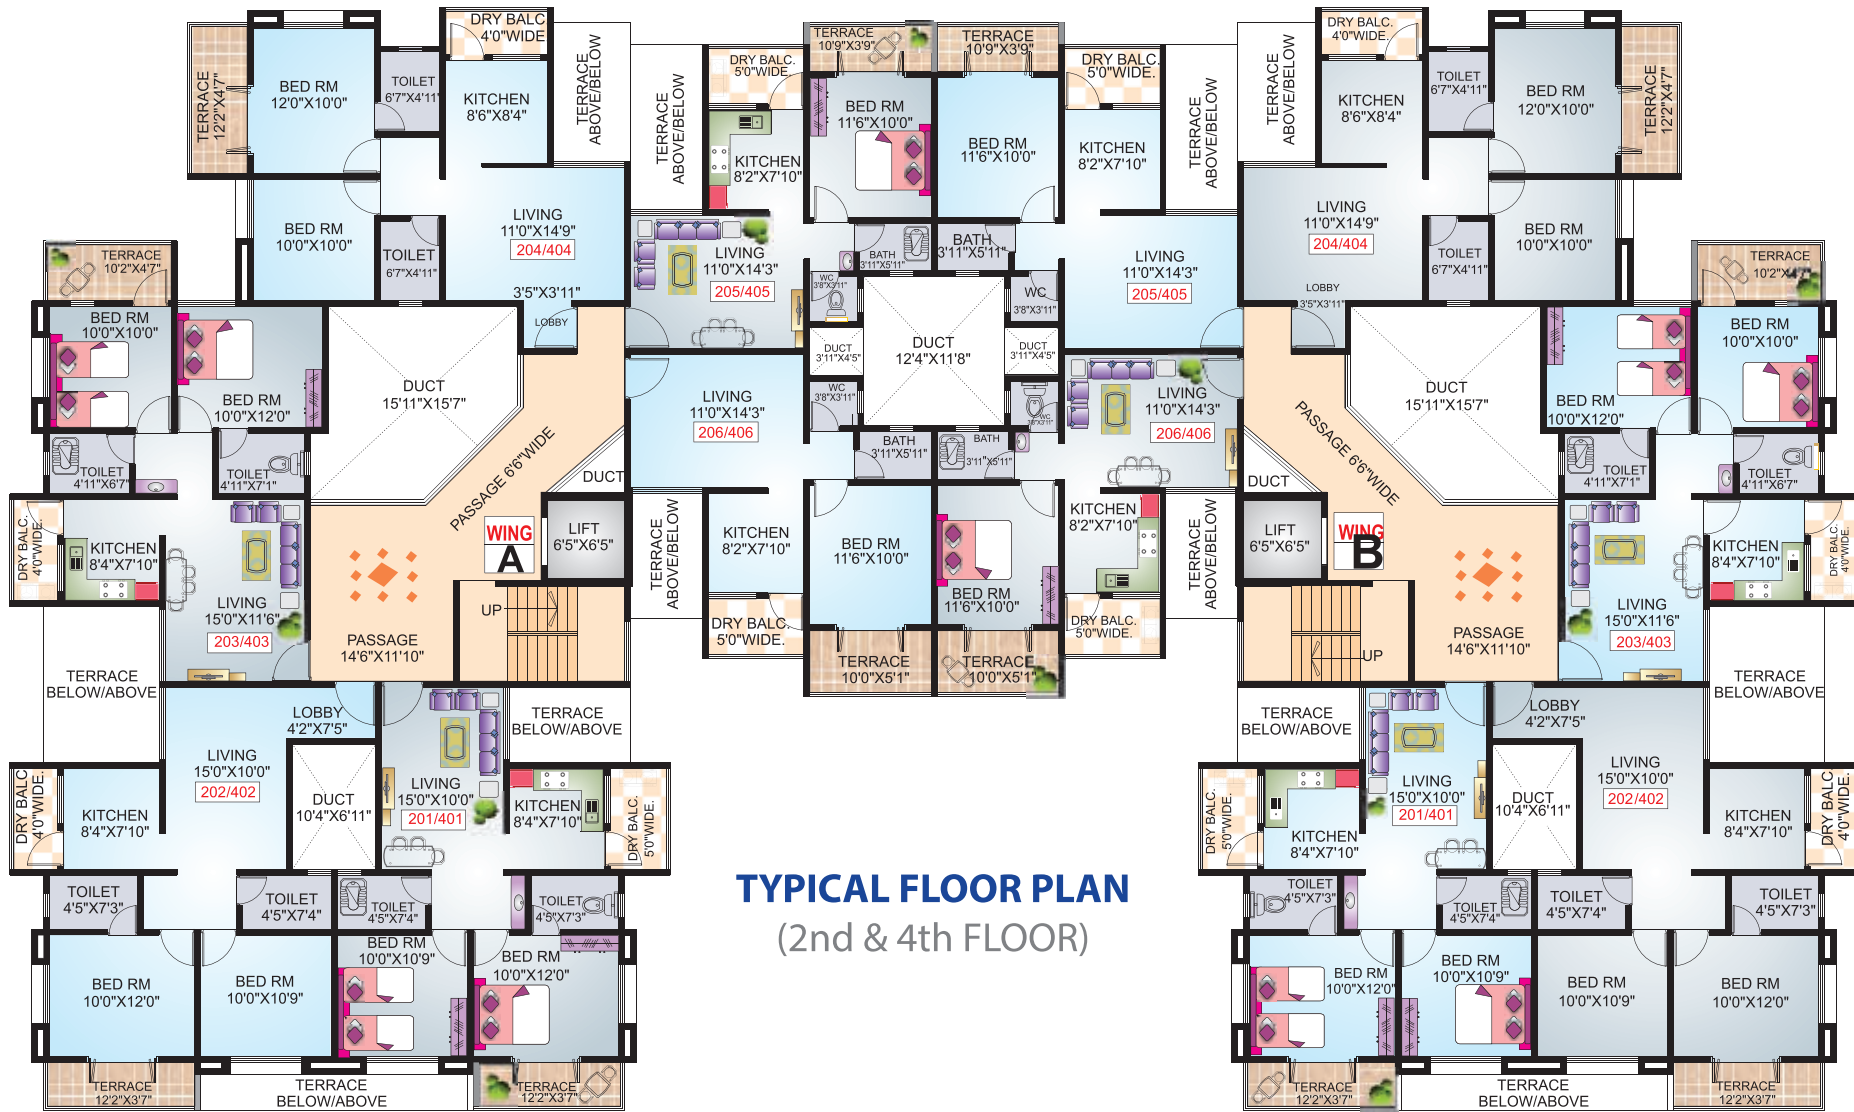 DRY BALC.
4'0"WIDE
TERRACE
12'2"X4'7"
BED RM
12'0"X10'0"
TOILET
6'7"X4'11"
KITCHEN
8'6"X8'4"
TERRACE
ABOVE/BELOW
BED RM
10'0"X10'0"
TOILET
6'7"X4'11"
LIVING
11'0"X14'9"
204/404
3'5"X3'11"
LOBBY
TERRACE
ABOVE/BELOW
DRY BALC.
5'0"WIDE.
TERRACE
10'9"X3'9"
BED RM
11'6"X10'0"
KITCHEN
8'2"X7'10"
LIVING
11'0"X14'3"
205/405
BATH
3'11"X5'11"
WC
3'8"X3'11"
DUCT
3'11"X4'5"
TERRACE
10'9"X3'9"
BED RM
11'6"X10'0"
DRY BALC.
5'0"WIDE.
KITCHEN
8'2"X7'10"
BATH
3'11"X5'11"
WC
3'8"X3'11"
DUCT
3'11"X4'5"
DUCT
12'4"X11'8"
LIVING
11'0"X14'3"
205/405
TERRACE
ABOVE/BELOW
TERRACE
ABOVE/BELOW
DRY BALC.
4'0"WIDE.
KITCHEN
8'6"X8'4"
TOILET
6'7"X4'11"
BED RM
12'0"X10'0"
TERRACE
12'2"X4'7"
LIVING
11'0"X14'9"
204/404
LOBBY
3'5"X3'11"
TOILET
6'7"X4'11"
BED RM
10'0"X10'0"
TERRACE
10'2"X4'7"
BED RM
10'0"X10'0"
BED RM
10'0"X12'0"
TOILET
4'11"X6'7"
TOILET
4'11"X7'1"
DRY BALC.
4'0"WIDE.
KITCHEN
8'4"X7'10"
LIVING
15'0"X11'6"
203/403
DUCT
15'11"X15'7"
PASSAGE 6'6"WIDE
DUCT
WING
A
LIFT
6'5"X6'5"
UP
PASSAGE
14'6"X11'10"
LIVING
11'0"X14'3"
206/406
WC
3'8"X3'11"
BATH
3'11"X5'11"
TERRACE
ABOVE/BELOW
KITCHEN
8'2"X7'10"
BED RM
11'6"X10'0"
DRY BALC.
5'0"WIDE.
TERRACE
10'0"X5'1"
WC
3'8"X3'11"
BATH
3'11"X5'11"
LIVING
11'0"X14'3"
206/406
BED RM
11'6"X10'0"
KITCHEN
8'2"X7'10"
DRY BALC.
5'0"WIDE.
TERRACE
10'0"X5'1"
TERRACE
ABOVE/BELOW
DUCT
15'11"X15'7"
PASSAGE 6'6"WIDE
DUCT
LIFT
6'5"X6'5"
WING
B
UP
PASSAGE
14'6"X11'10"
TERRACE
10'2"X4'7"
BED RM
10'0"X10'0"
BED RM
10'0"X12'0"
TOILET
4'11"X7'1"
TOILET
4'11"X6'7"
KITCHEN
8'4"X7'10"
DRY BALC.
4'0"WIDE.
LIVING
15'0"X11'6"
203/403
TERRACE
BELOW/ABOVE
LOBBY
4'2"X7'5"
LIVING
15'0"X10'0"
202/402
DRY BALC.
4'0"WIDE.
KITCHEN
8'4"X7'10"
DUCT
10'4"X6'11"
LIVING
15'0"X10'0"
201/401
TERRACE
BELOW/ABOVE
KITCHEN
8'4"X7'10"
DRY BALC.
5'0"WIDE.
TOILET
4'5"X7'3"
TOILET
4'5"X7'4"
TOILET
4'5"X7'4"
TOILET
4'5"X7'3"
BED RM
10'0"X12'0"
BED RM
10'0"X10'9"
BED RM
10'0"X10'9"
BED RM
10'0"X12'0"
TERRACE
12'2"X3'7"
TERRACE
BELOW/ABOVE
TERRACE
12'2"X3'7"
TYPICAL FLOOR PLAN
(2nd & 4th FLOOR)
TERRACE
BELOW/ABOVE
LOBBY
4'2"X7'5"
TERRACE
BELOW/ABOVE
DRY BALC.
5'0"WIDE.
KITCHEN
8'4"X7'10"
LIVING
15'0"X10'0"
201/401
DUCT
10'4"X6'11"
LIVING
15'0"X10'0"
202/402
KITCHEN
8'4"X7'10"
DRY BALC.
4'0"WIDE.
TOILET
4'5"X7'3"
TOILET
4'5"X7'4"
TOILET
4'5"X7'4"
TOILET
4'5"X7'3"
BED RM
10'0"X12'0"
BED RM
10'0"X10'9"
BED RM
10'0"X10'9"
BED RM
10'0"X12'0"
TERRACE
12'2"X3'7"
TERRACE
BELOW/ABOVE
TERRACE
12'2"X3'7"